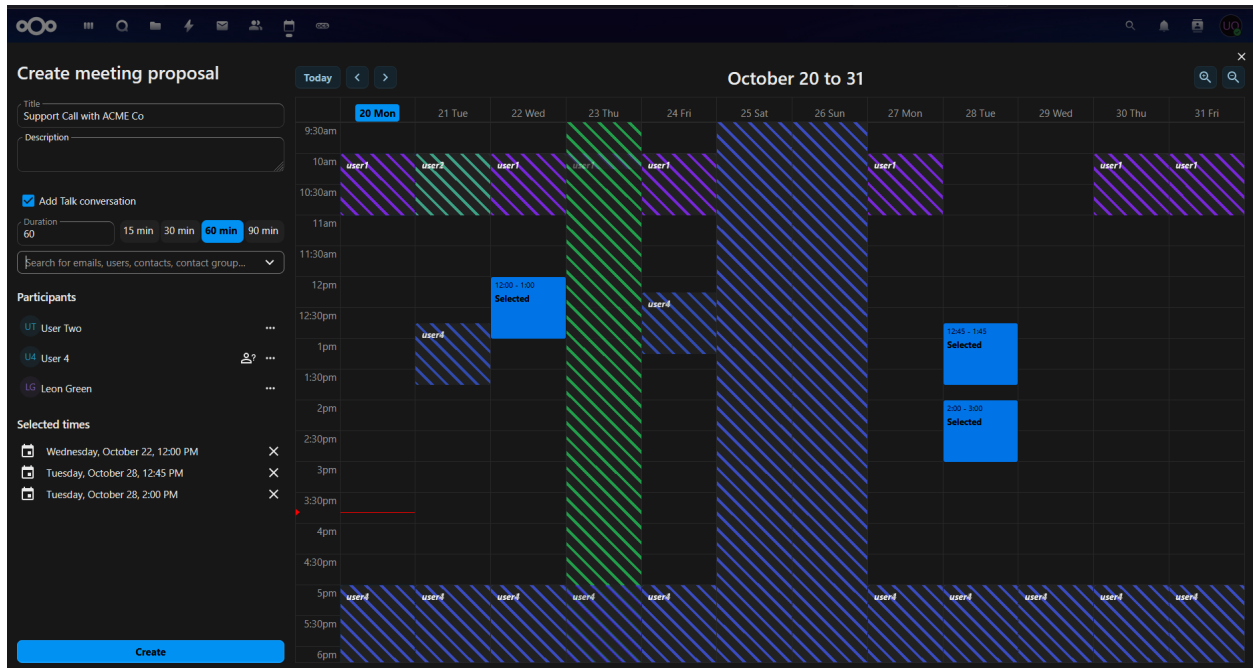 UO
Create meeting proposal
Title
Support Call with ACME Co
Description
Add Talk conversation
Duration
60
15 min 30 min 60 min 90 min
Search for emails, users, contacts, contact group...
Participants
UT User Two
U4 User 4
LG Leon Green
Selected times
Wednesday, October 22, 12:00 PM
Tuesday, October 28, 12:45 PM
Tuesday, October 28, 2:00 PM
Create
Today
October 20 to 31
20 Mon 21 Tue 22 Wed 23 Thu 24 Fri 25 Sat 26 Sun 27 Mon 28 Tue 29 Wed 30 Thu 31 Fri
9:30am
10am user1 user2 user1 user1 user1 user1 user1 user1
10:30am
11am
11:30am
12pm
12:00 - 1:00
Selected
user4
12:30pm
user4
12:45 - 1:45
Selected
1pm
1:30pm
2pm
2:00 - 3:00
Selected
2:30pm
3pm
3:30pm
4pm
4:30pm
5pm user4 user4 user4 user4 user4 user4 user4 user4 user4 user4
5:30pm
6pm